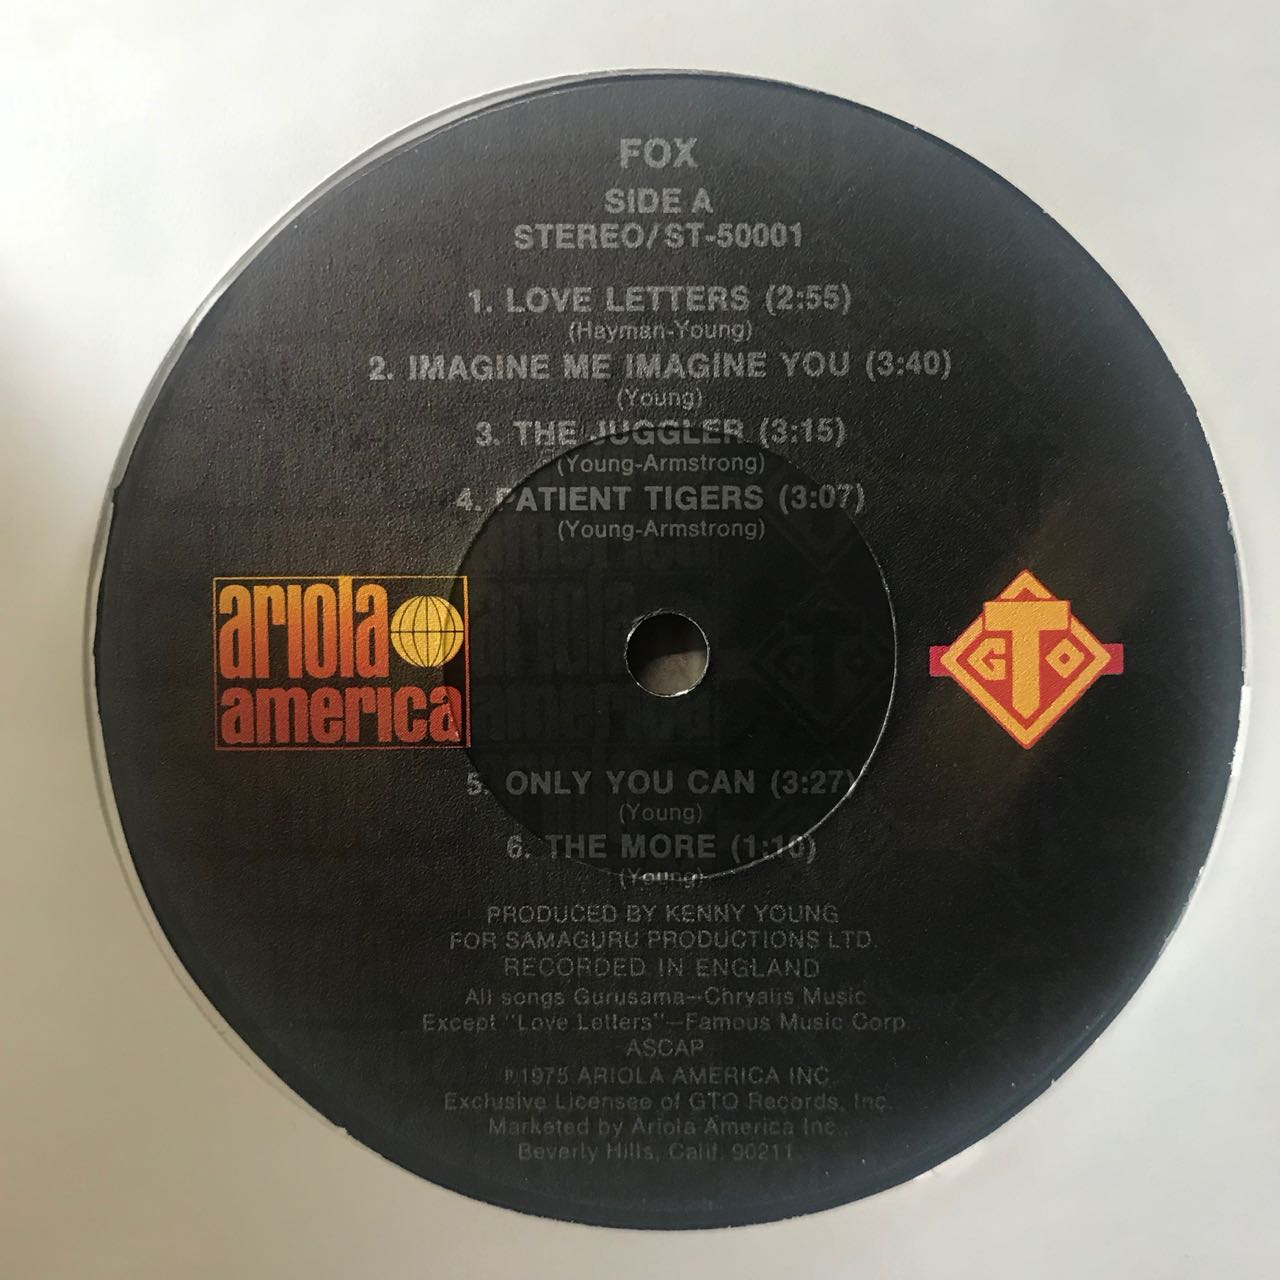 FOX
SIDE A
STEREO/ST-50001
1. LOVE LETTERS (2:55)
(Hayman-Young)
2. IMAGINE ME IMAGINE YOU (3:40)
(Young)
3. THE JUGGLER (3:15)
(Young-Armstrong)
4. PATIENT TIGERS (3:07)
(Young-Armstrong)
ariola
america
GTO
5. ONLY YOU CAN (3:27)
(Young)
6. THE MORE (1:10)
(Young)
PRODUCED BY KENNY YOUNG
FOR SAMAGURU PRODUCTIONS LTD.
RECORDED IN ENGLAND
All songs Gurusama—Chryalis Music
Except "Love Letters"—Famous Music Corp.
ASCAP
℗1975 ARIOLA AMERICA INC.
Exclusive Licensee of GTO Records, Inc.
Marketed by Ariola America Inc.,
Beverly Hills, Calif. 90211